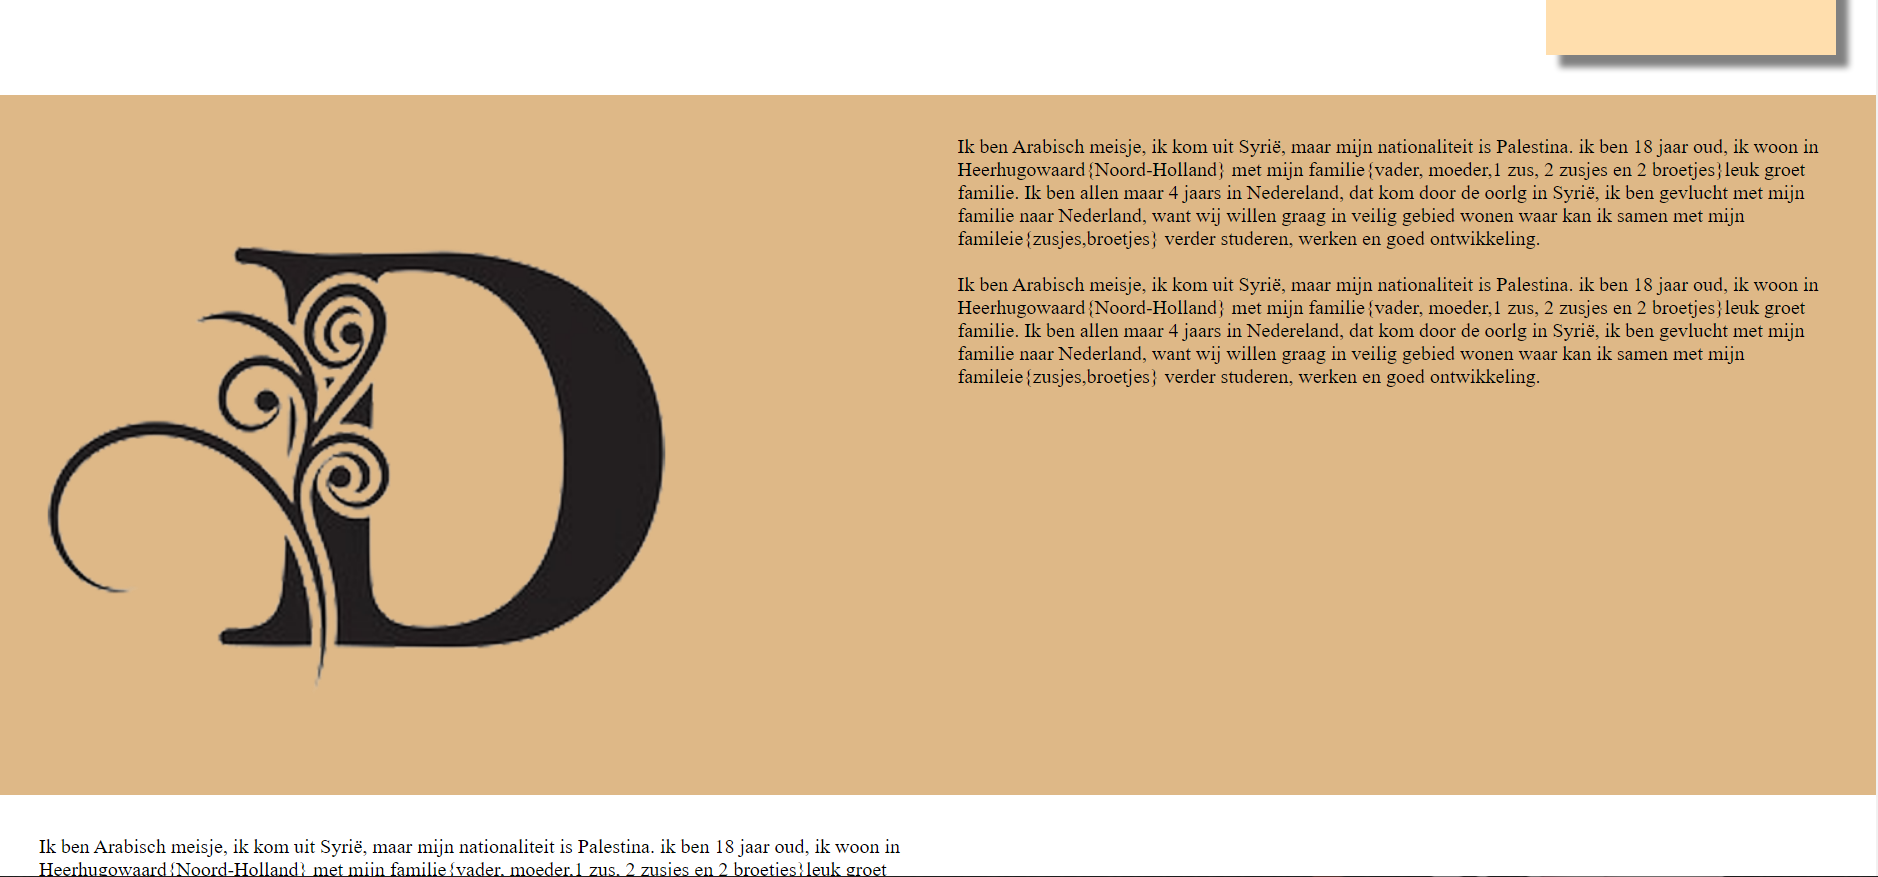 Ik ben Arabisch meisje, ik kom uit Syrië, maar mijn nationaliteit is Palestina. ik ben 18 jaar oud, ik woon in
Heerhugowaard{Noord-Holland} met mijn familie{vader, moeder,1 zus, 2 zusjes en 2 broetjes}leuk groet
familie. Ik ben allen maar 4 jaars in Nedereland, dat kom door de oorlg in Syrië, ik ben gevlucht met mijn
familie naar Nederland, want wij willen graag in veilig gebied wonen waar kan ik samen met mijn
fameleie{zusjes,broetjes} verder studeren, werken en goed ontwikkeling.
Ik ben Arabisch meisje, ik kom uit Syrië, maar mijn nationaliteit is Palestina. ik ben 18 jaar oud, ik woon in
Heerhugowaard{Noord-Holland} met mijn familie{vader, moeder,1 zus, 2 zusjes en 2 broetjes}leuk groet
familie. Ik ben allen maar 4 jaars in Nedereland, dat kom door de oorlg in Syrië, ik ben gevlucht met mijn
familie naar Nederland, want wij willen graag in veilig gebied wonen waar kan ik samen met mijn
fameleie{zusjes,broetjes} verder studeren, werken en goed ontwikkeling.
D
Ik ben Arabisch meisje, ik kom uit Syrië, maar mijn nationaliteit is Palestina. ik ben 18 jaar oud, ik woon in
Heerhugowaard{Noord-Holland} met mijn familie{vader, moeder,1 zus, 2 zusjes en 2 broetjes}leuk groet